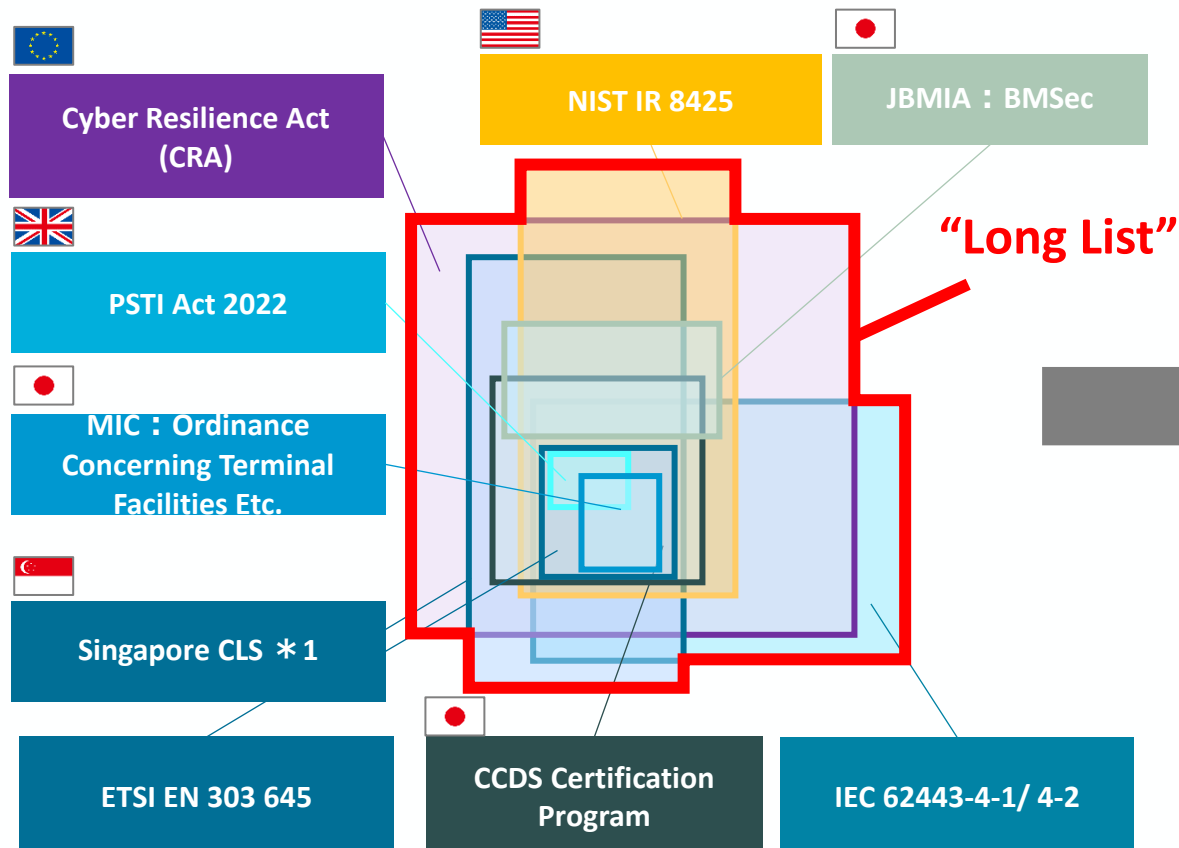 Cyber Resilience Act
(CRA)
NIST IR 8425
JBMIA：BMSec
“Long List”
PSTI Act 2022
MIC：Ordinance
Concerning Terminal
Facilities Etc.
Singapore CLS ＊1
ETSI EN 303 645
CCDS Certification
Program
IEC 62443-4-1/ 4-2